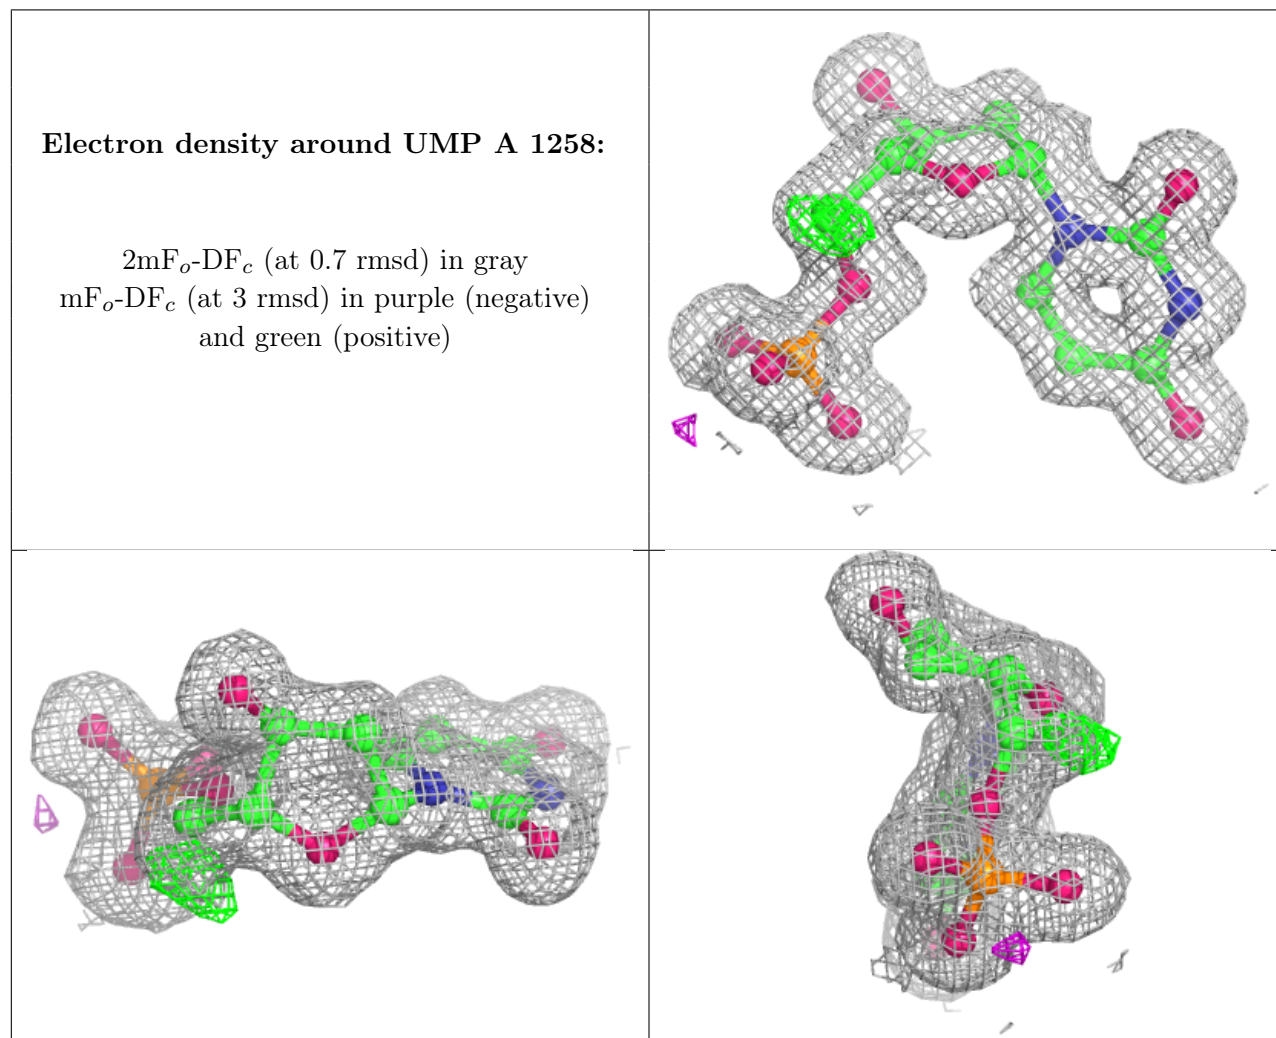 Electron density around UMP A 1258:
2mFo-DFc (at 0.7 rmsd) in gray
mFo-DFc (at 3 rmsd) in purple (negative)
and green (positive)